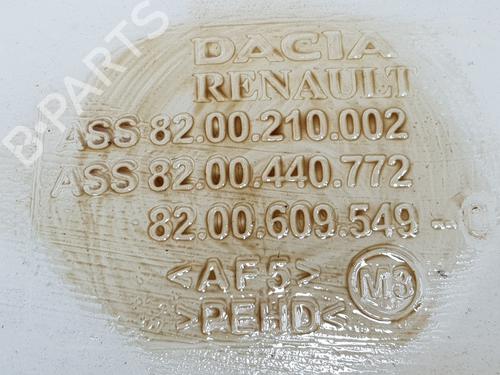 DACIA
RENAULT
ASS 82.00.210.002
ASS 82.00.440.772
82.00.609.549--C
<AF5>
M3
>PEHD<
B-PARTS